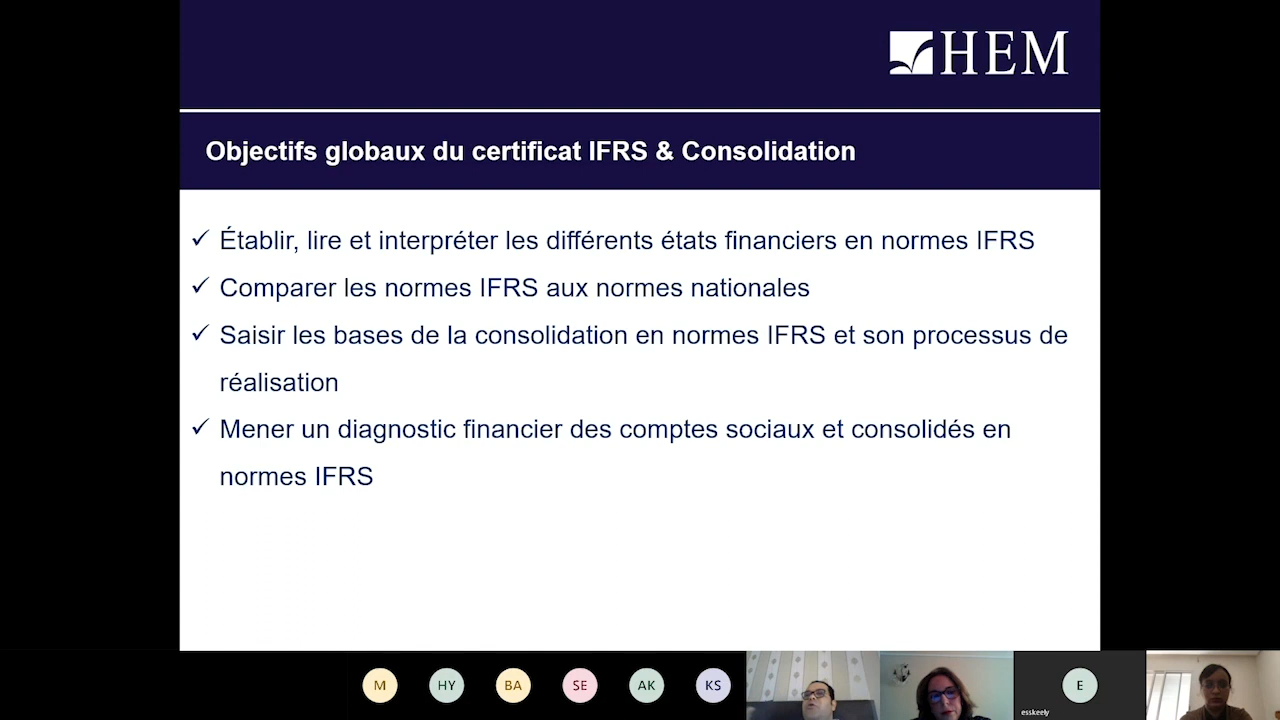 HEM
Objectifs globaux du certificat IFRS & Consolidation
✓ Établir, lire et interpréter les différents états financiers en normes IFRS
✓ Comparer les normes IFRS aux normes nationales
✓ Saisir les bases de la consolidation en normes IFRS et son processus de
réalisation
✓ Mener un diagnostic financier des comptes sociaux et consolidés en
normes IFRS
M HY BA SE AK KS E
esskeely